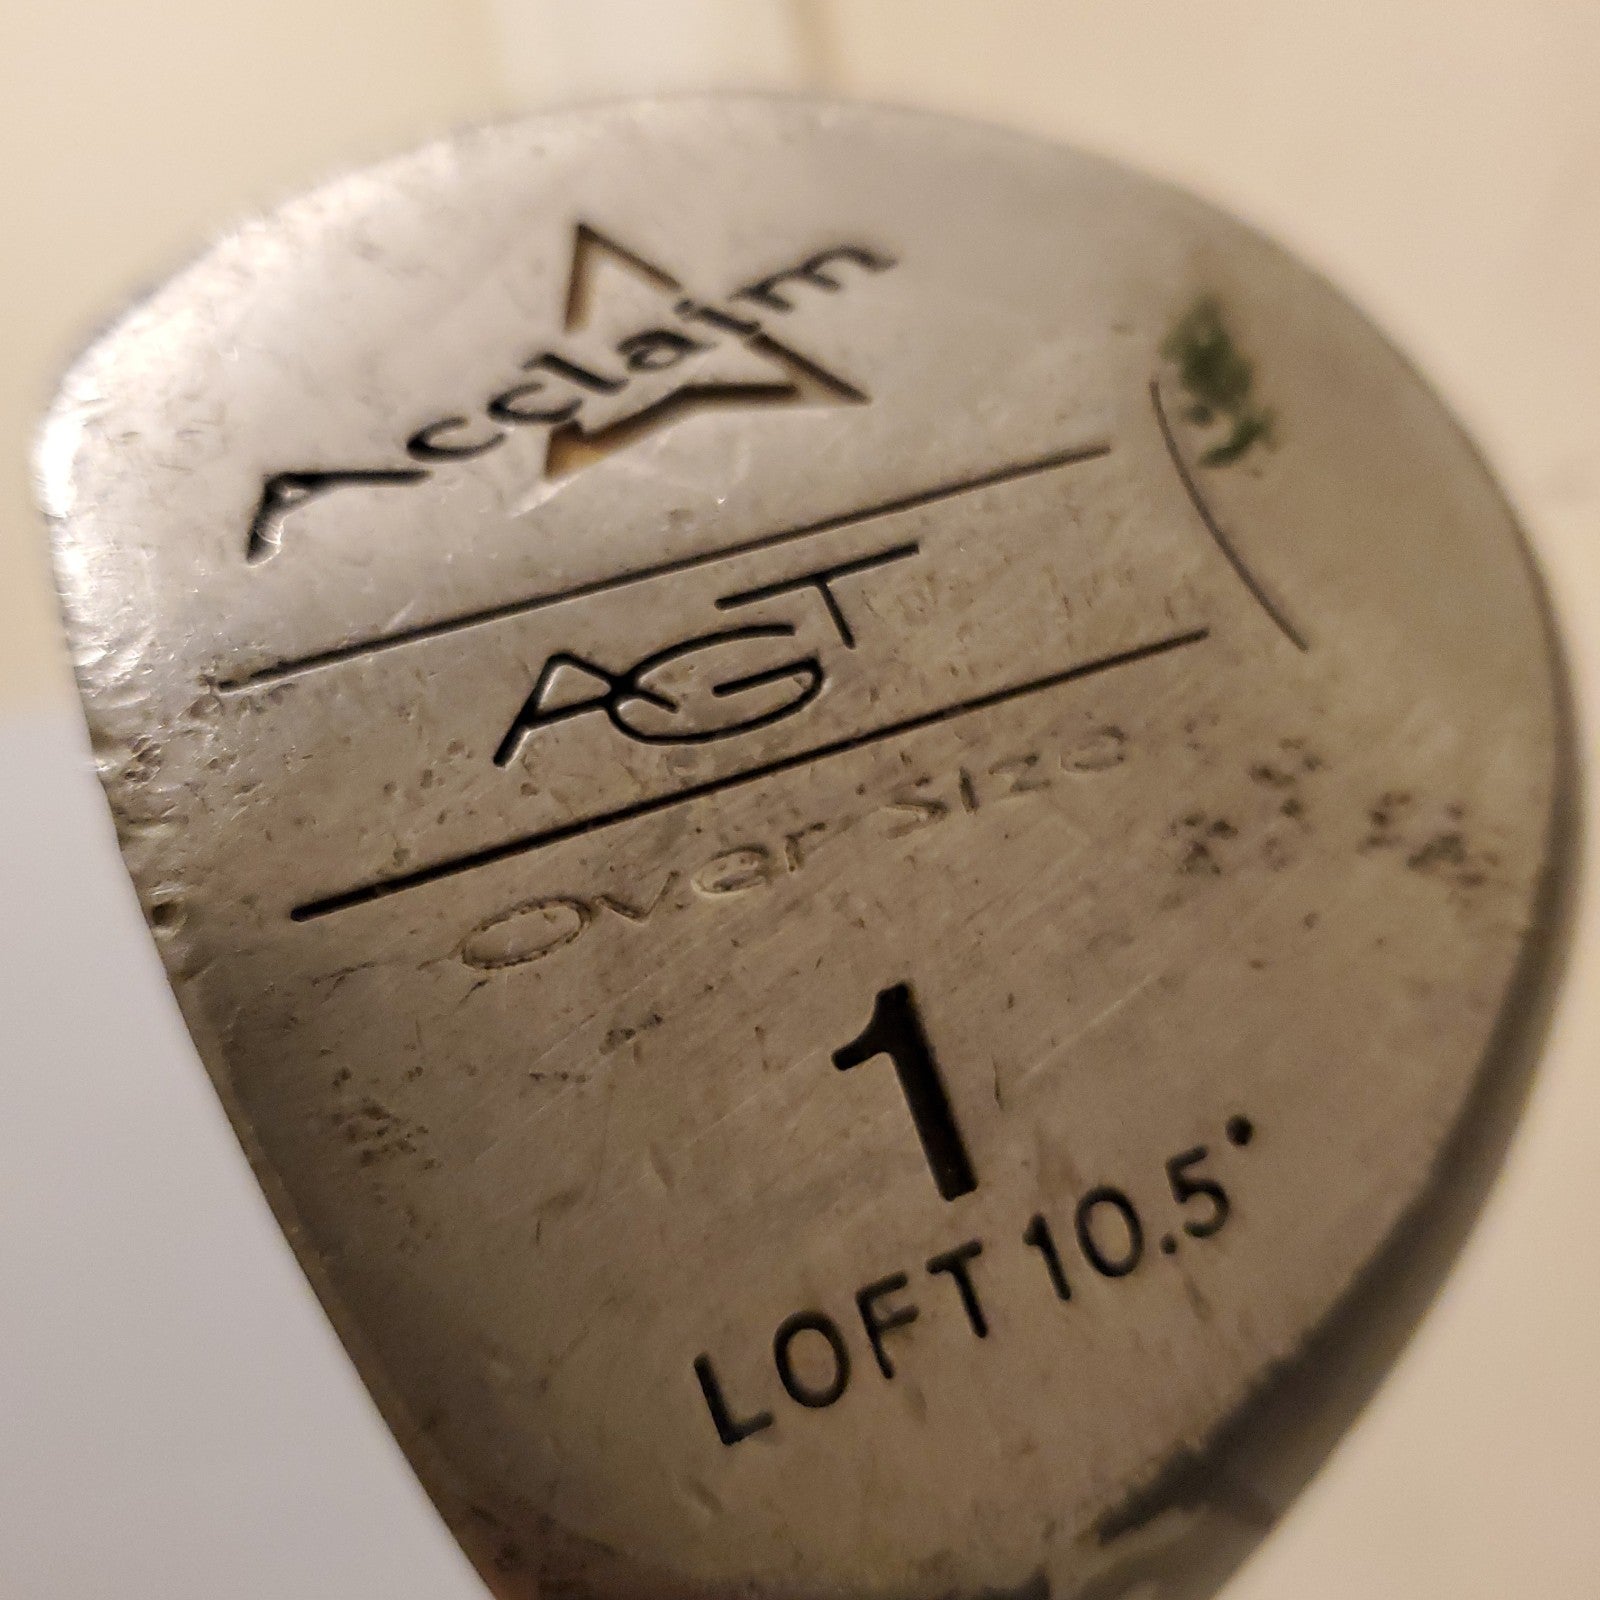 Acclaim
AGT
Over Size
1
LOFT 10.5°